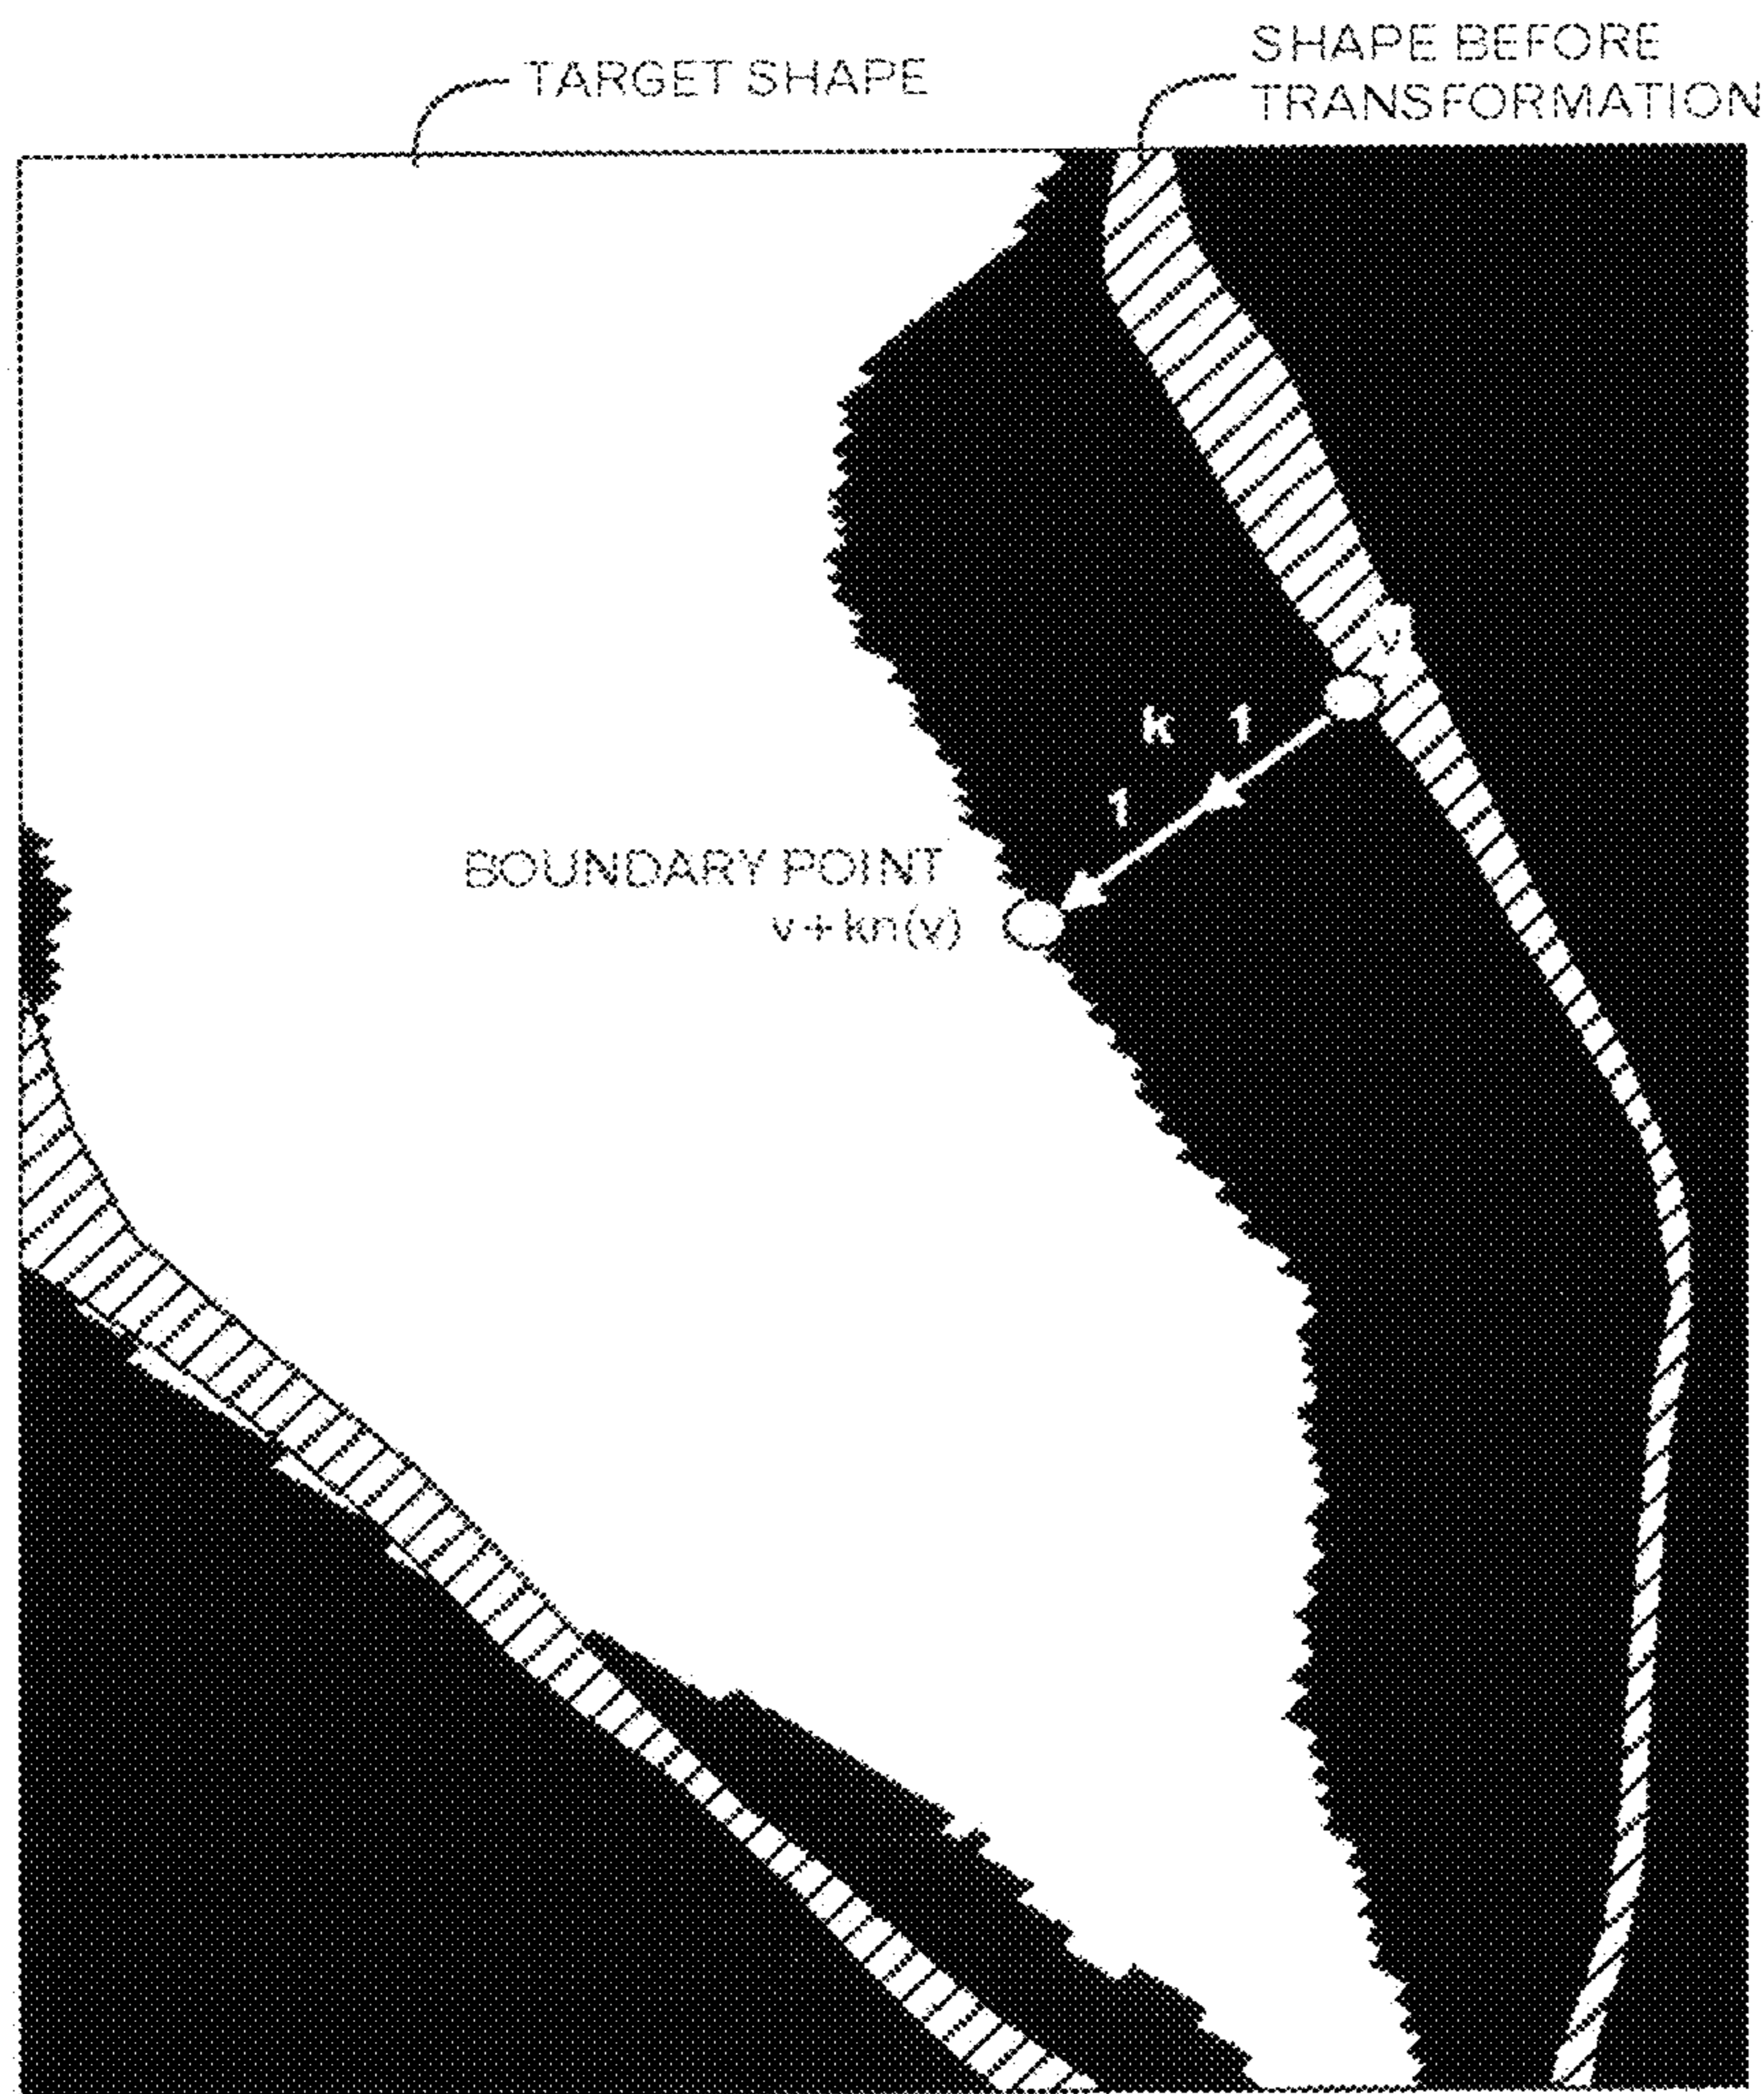 TARGET SHAPE
SHAPE BEFORE
TRANSFORMATION
v
k 1
1
BOUNDARY POINT
v+kn(v)